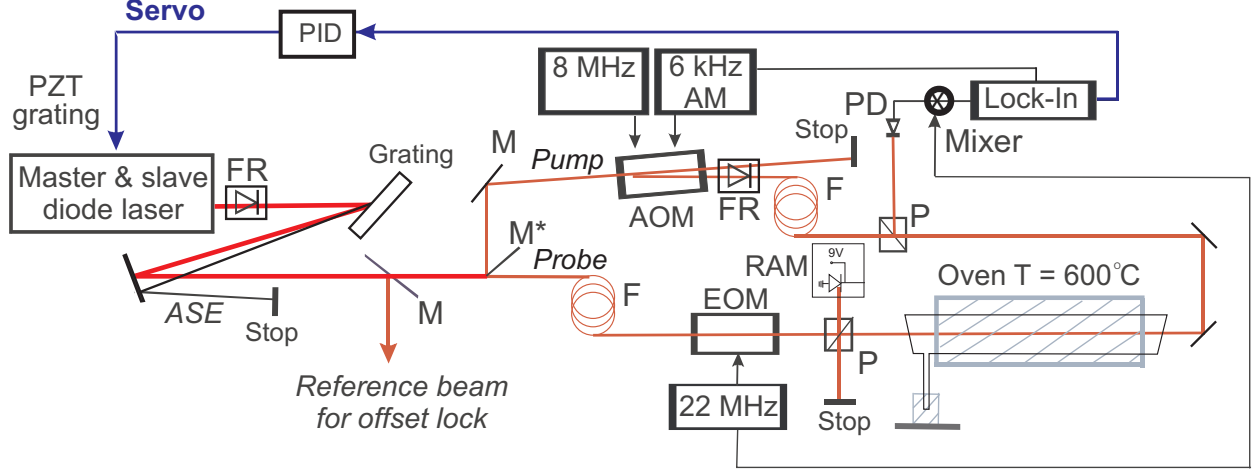 Servo
PID
PZT
grating
8 MHz
6 kHz
AM
PD
Lock-In
Mixer
Stop
M
Pump
Grating
FR
Master & slave
diode laser
AOM
FR
F
P
M*
Probe
RAM
9V
Oven T = 600°C
ASE
Stop
M
F
EOM
P
Reference beam
for offset lock
22 MHz
Stop